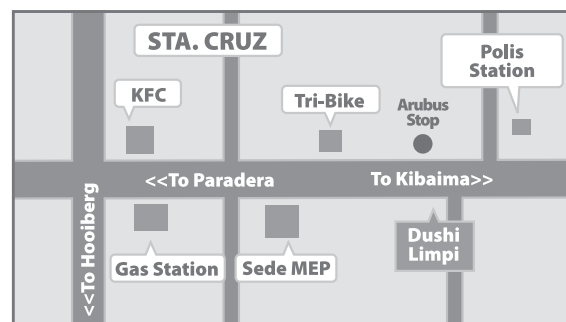 STA. CRUZ
Polis
Station
KFC
Tri-Bike
Arubus
Stop
<<To Paradera
To Kibaima>>
<<To Hooiberg
Gas Station
Sede MEP
Dushi
Limpi